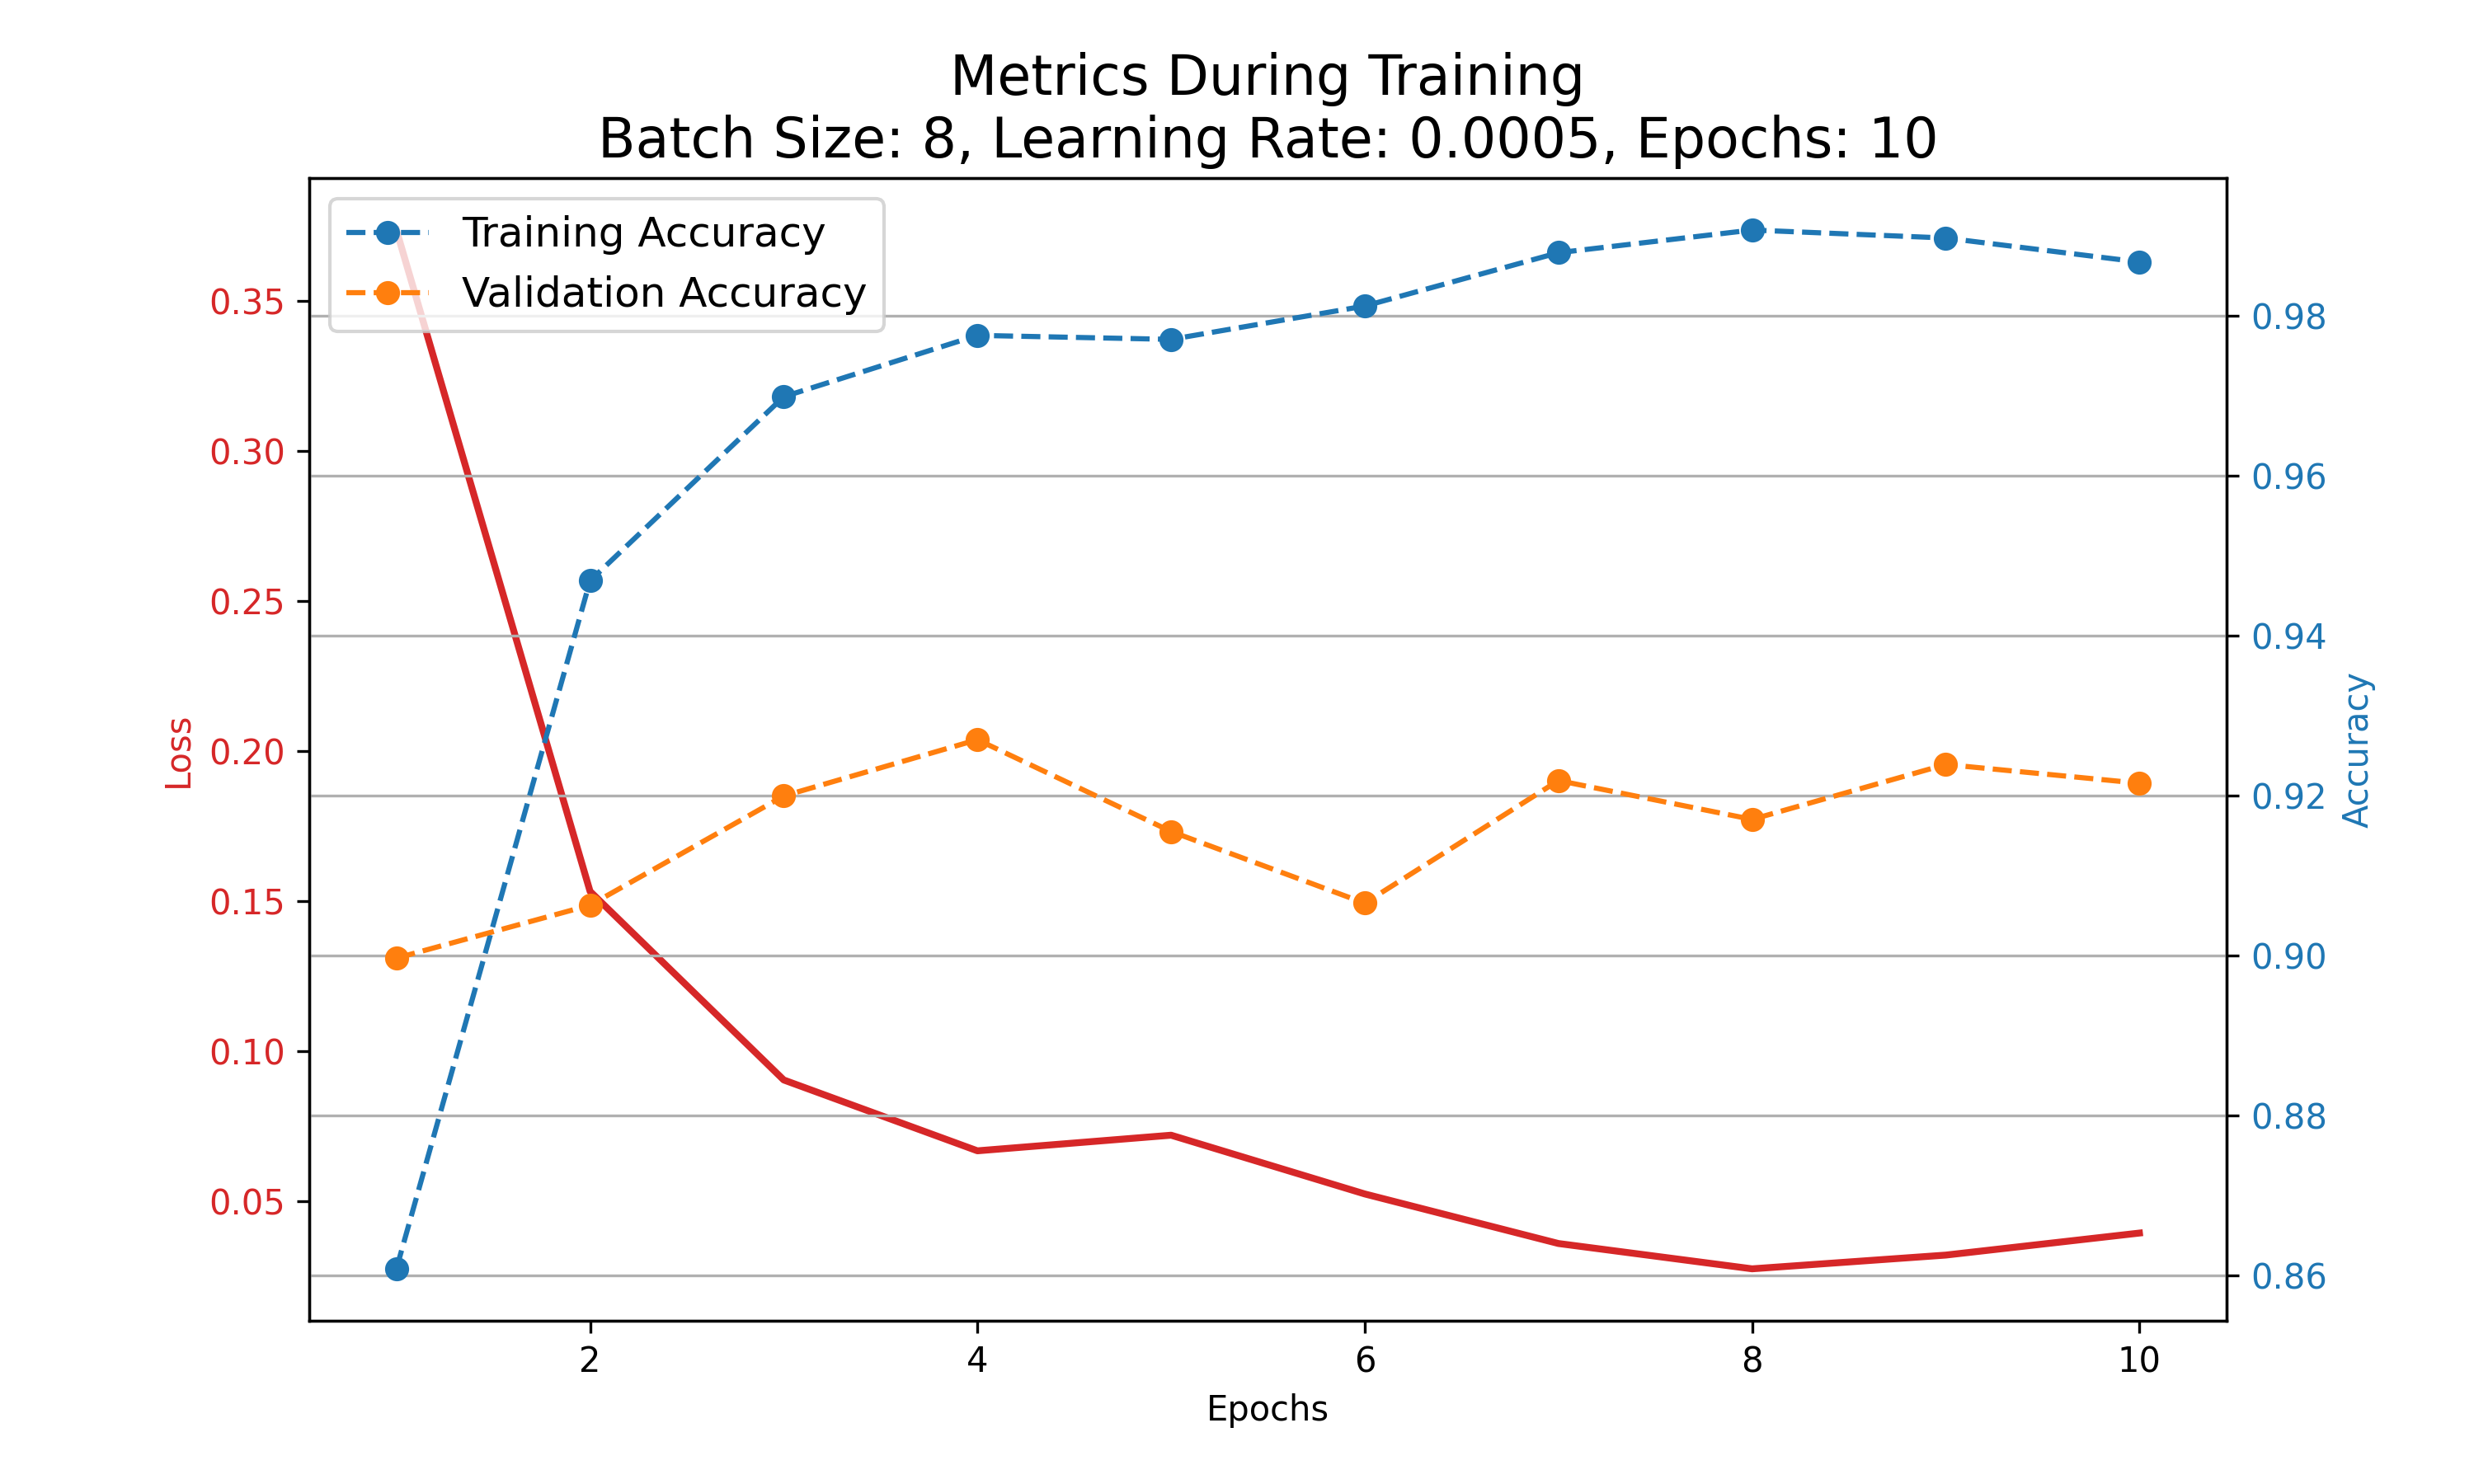 Metrics During Training
Batch Size: 8, Learning Rate: 0.0005, Epochs: 10
Training Accuracy
Validation Accuracy
0.35
0.30
0.25
0.20
0.15
0.10
0.05
Loss
0.98
0.96
0.94
0.92
0.90
0.88
0.86
Accuracy
2 4 6 8 10
Epochs